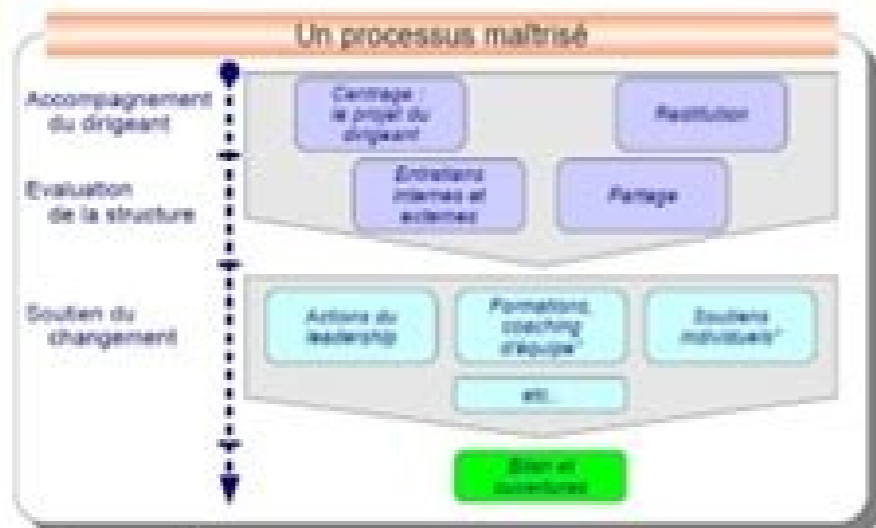 Un processus maîtrisé
Accompagnement
du dirigeant
Centrage :
le projet du
dirigeant
Restitution
Evaluation
de la structure
Entretiens
internes et
externes
Partage
Soutien du
changement
Actions du
leadership
Formations,
coaching
d'équipe*
Soutiens
individuels*
etc.
Bilan et
ouvertures